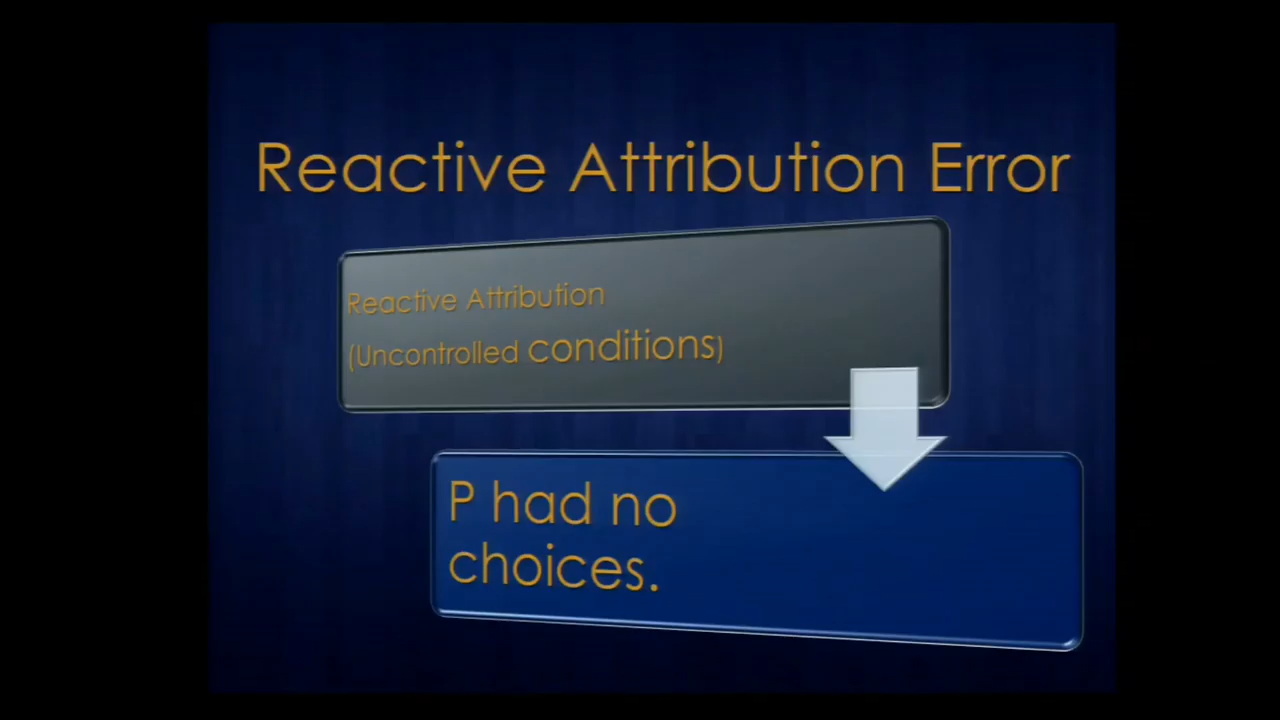 Reactive Attribution Error
Reactive Attribution
(Uncontrolled conditions)
P had no
choices.